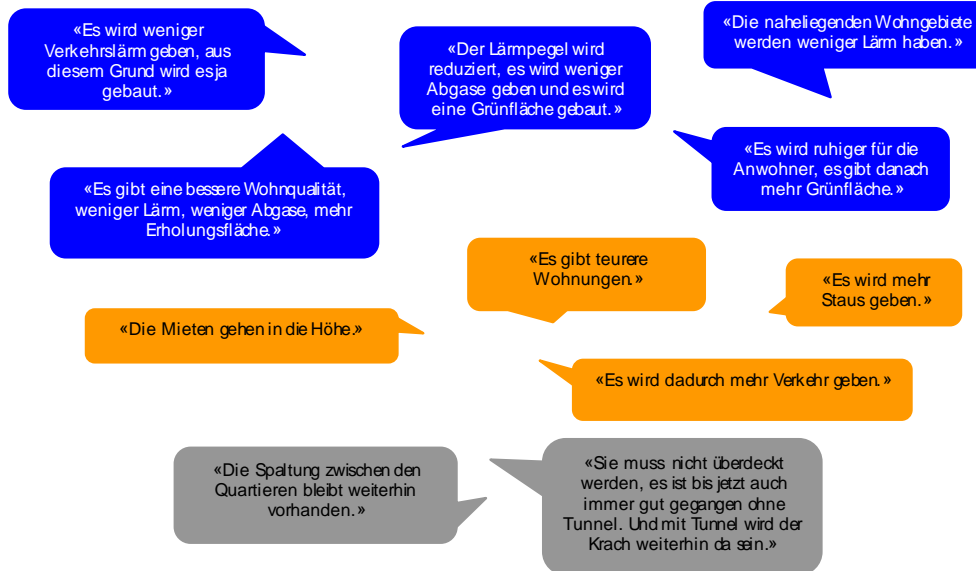 «Es wird weniger
Verkehrslärm geben, aus
diesem Grund wird es ja
gebaut.»
«Der Lärmpegel wird
reduziert, es wird weniger
Abgase geben und es wird
eine Grünfläche gebaut.»
«Die naheliegenden Wohngebiete
werden weniger Lärm haben.»
«Es gibt eine bessere Wohnqualität,
weniger Lärm, weniger Abgase, mehr
Erholungsfläche.»
«Es wird ruhiger für die
Anwohner, es gibt danach
mehr Grünfläche.»
«Es gibt teurere
Wohnungen.»
«Es wird mehr
Staus geben.»
«Die Mieten gehen in die Höhe.»
«Es wird dadurch mehr Verkehr geben.»
«Die Spaltung zwischen den
Quartieren bleibt weiterhin
vorhanden.»
«Sie muss nicht überdeckt
werden, es ist bis jetzt auch
immer gut gegangen ohne
Tunnel. Und mit Tunnel wird der
Krach weiterhin da sein.»